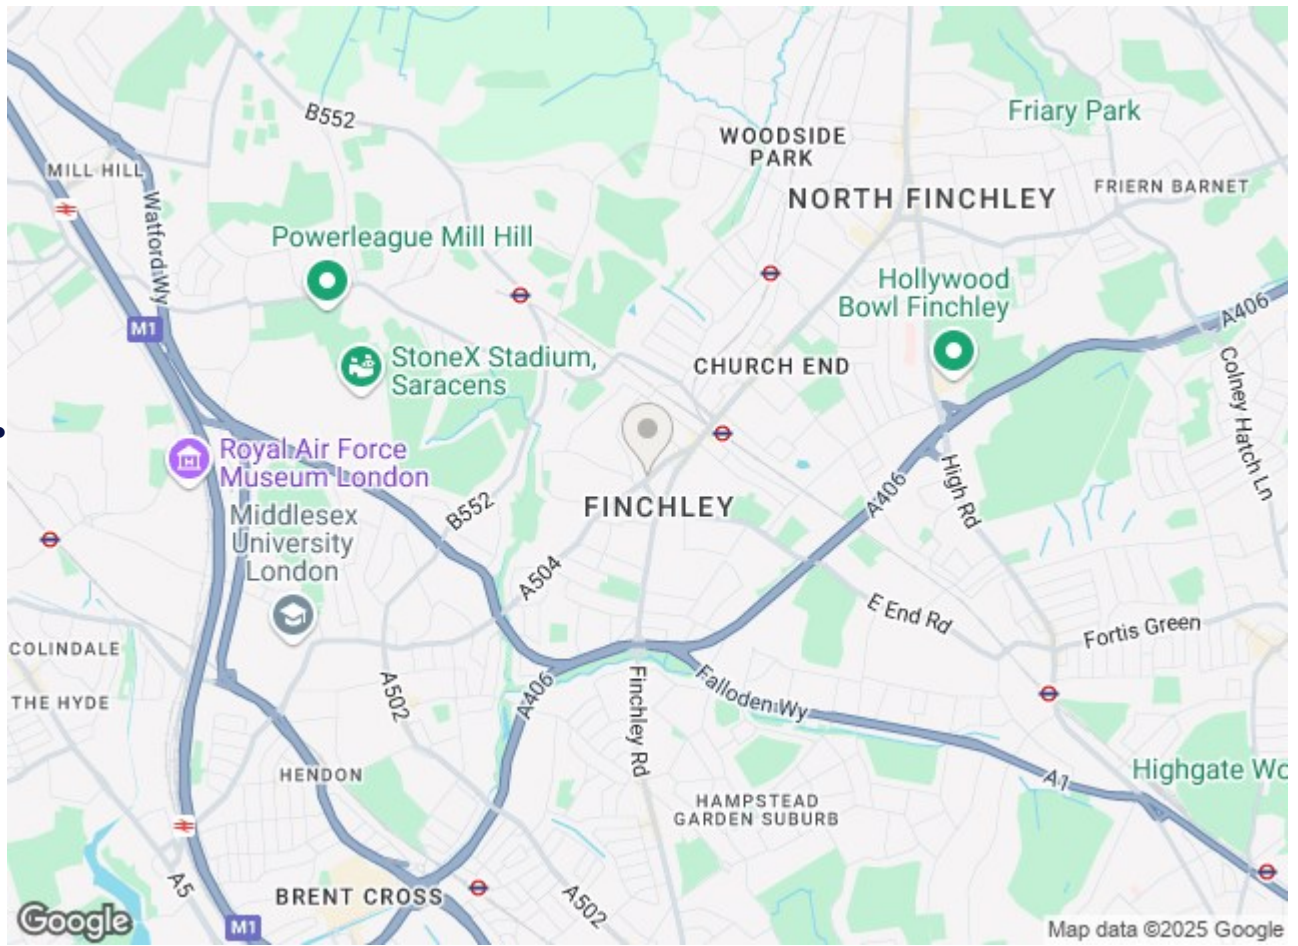 B552
Friary Park
WOODSIDE
PARK
MILL HILL
NORTH FINCHLEY
FRIERN BARNET
Watford Wy
Powerleague Mill Hill
Hollywood
Bowl Finchley
A406
M1
StoneX Stadium,
Saracens
CHURCH END
Colney Hatch Ln
Royal Air Force
Museum London
High Rd
A406
B552
FINCHLEY
Middlesex
University
London
A504
E End Rd
Fortis Green
COLINDALE
THE HYDE
A502
A406
Finchley Rd
Falloden Wy
HENDON
A1
Highgate Wo
HAMPSTEAD
GARDEN SUBURB
A5
BRENT CROSS
A502
Google
M1
Map data ©2025 Google